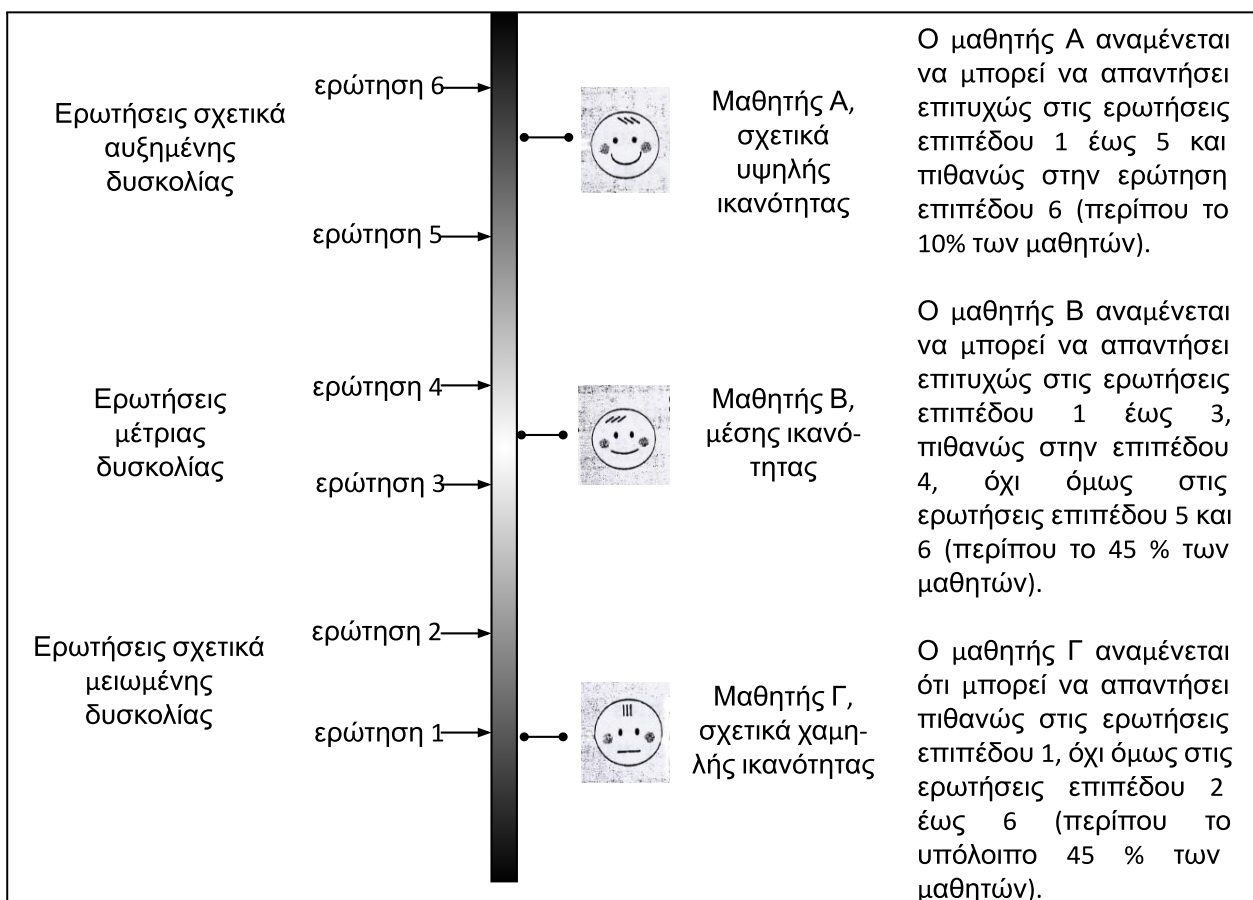 Ερωτήσεις σχετικά
αυξημένης
δυσκολίας
Ερωτήσεις
μέτριας
δυσκολίας
Ερωτήσεις σχετικά
μειωμένης
δυσκολίας
ερώτηση 6
ερώτηση 5
ερώτηση 4
ερώτηση 3
ερώτηση 2
ερώτηση 1
Μαθητής Α,
σχετικά
υψηλής
ικανότητας
Μαθητής Β,
μέσης ικανό-
τητας
Μαθητής Γ,
σχετικά χαμη-
λής ικανότητας
Ο μαθητής Α αναμένεται
να μπορεί να απαντήσει
επιτυχώς στις ερωτήσεις
επιπέδου 1 έως 5 και
πιθανώς στην ερώτηση
επιπέδου 6 (περίπου το
10% των μαθητών).
Ο μαθητής Β αναμένεται
να μπορεί να απαντήσει
επιτυχώς στις ερωτήσεις
επιπέδου 1 έως 3,
πιθανώς στην επιπέδου
4, όχι όμως στις
ερωτήσεις επιπέδου 5 και
6 (περίπου το 45 % των
μαθητών).
Ο μαθητής Γ αναμένεται
ότι μπορεί να απαντήσει
πιθανώς στις ερωτήσεις
επιπέδου 1, όχι όμως στις
ερωτήσεις επιπέδου 2
έως 6 (περίπου το
υπόλοιπο 45 % των
μαθητών).